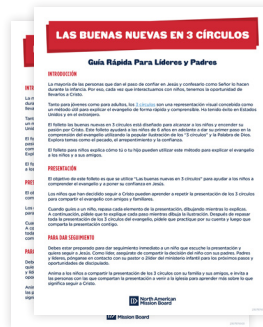 LAS BUENAS NUEVAS EN 3 CÍRCULOS
Guía Rápida Para Líderes y Padres
INTRODUCCIÓN
La mayoría de las personas que dan el paso de confiar en Jesús y confesarlo como Señor lo hacen
durante la infancia. Por eso, cada vez que interactuamos con niños, tenemos la oportunidad de
llevarlos a Cristo.
Tanto para jóvenes como para adultos, los 3 círculos son una representación visual concebida como
un método útil para explicar el evangelio de forma rápida y comprensible. Ha tenido éxito en Estados
Unidos y en el extranjero.
El folleto las buenas nuevas en 3 círculos está diseñado para alcanzar a los niños y encender su
pasión por Cristo. Este folleto ayudará a los niños de 6 años en adelante a dar su primer paso en la
comprensión del evangelio utilizando la popular ilustración de los "3 círculos" y la Palabra de Dios.
Explora temas como el pecado, el arrepentimiento y la confianza.
El folleto para niños explica cómo tú o tu hijo pueden utilizar este método para explicar el evangelio
a los niños y a sus amigos.
PRESENTACIÓN
El objetivo de este folleto es que se utilice "Las buenas nuevas en 3 círculos" para ayudar a los niños a
comprender el evangelio y a poner su confianza en Jesús.
Los niños que han decidido seguir a Cristo pueden aprender a repetir la presentación de los 3 círculos
para compartir el evangelio con amigos y familiares.
Cuando guíes a un niño, repasa cada elemento de la presentación, dibujando mientras lo explicas.
A continuación, pídele que te explique cada paso mientras dibuja la ilustración. Después de repasar
toda la presentación de los 3 círculos del evangelio, pídele que practique por su cuenta y luego que
comparta la presentación contigo.
PARA DAR SEGUIMIENTO
Debes estar preparado para dar seguimiento inmediato a un niño que escuche la presentación y
quiera seguir a Jesús. Como líder, asegúrate de compartir la decisión del niño con sus padres. Padres
y líderes, pónganse en contacto con su pastor o líder del ministerio infantil para los próximos pasos y
oportunidades de discipulado.
Anima a los niños a compartir la presentación de los 3 círculos con su familia y sus amigos, e invita a
las personas con las que compartan la presentación a venir a la iglesia para aprender más sobre lo que
significa seguir a Cristo.
North American
Mission Board
Mission Board